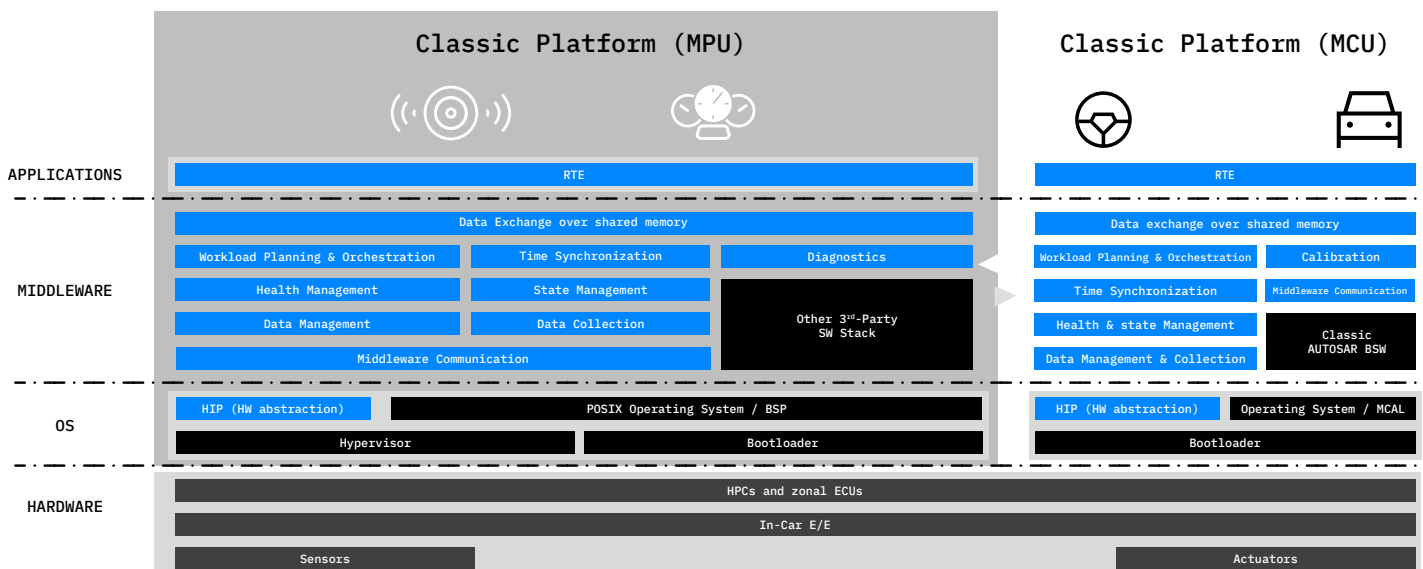 Classic Platform (MPU)
Classic Platform (MCU)
APPLICATIONS
RTE
RTE
Data Exchange over shared memory
Data exchange over shared memory
Workload Planning & Orchestration
Time Synchronization
Diagnostics
Workload Planning & Orchestration
Calibration
MIDDLEWARE
Health Management
State Management
Time Synchronization
Middleware Communication
Other 3rd-Party
SW Stack
Data Management
Data Collection
Health & state Management
Classic
AUTOSAR BSW
Middleware Communication
Data Management & Collection
OS
HIP (HW abstraction)
POSIX Operating System / BSP
HIP (HW abstraction)
Operating System / MCAL
Hypervisor
Bootloader
Bootloader
HARDWARE
HPCs and zonal ECUs
In-Car E/E
Sensors
Actuators